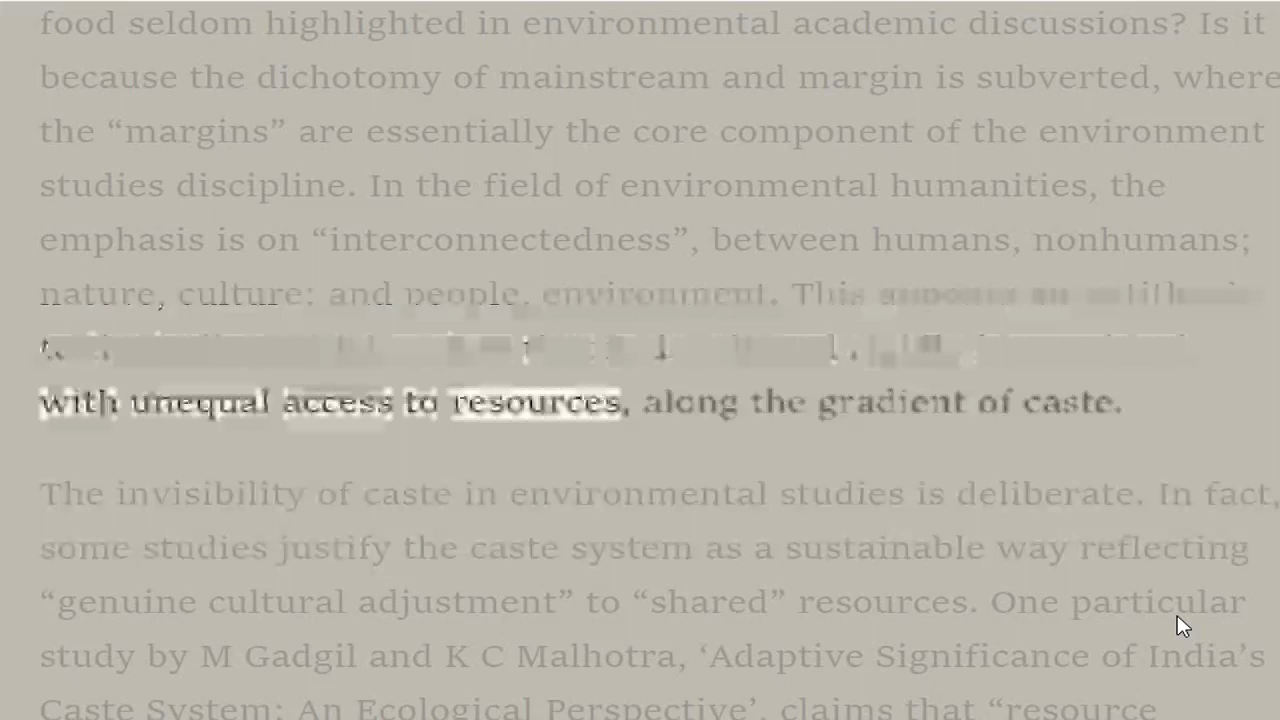 food seldom highlighted in environmental academic discussions? Is it
because the dichotomy of mainstream and margin is subverted, where
the “margins” are essentially the core component of the environment
studies discipline. In the field of environmental humanities, the
emphasis is on “interconnectedness”, between humans, nonhumans;
nature, culture; and people, environment. This
with unequal access to resources, along the gradient of caste.
The invisibility of caste in environmental studies is deliberate. In fact,
some studies justify the caste system as a sustainable way reflecting
“genuine cultural adjustment” to “shared” resources. One particular
study by M Gadgil and K C Malhotra, ‘Adaptive Significance of India’s
Caste System: An Ecological Perspective’, claims that “resource